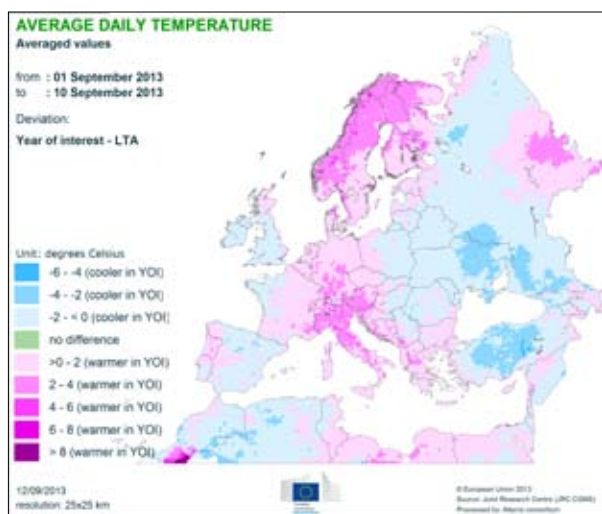 AVERAGE DAILY TEMPERATURE
Averaged values
from : 01 September 2013
to : 10 September 2013
Deviation:
Year of interest - LTA
Unit: degrees Celsius
-6 - -4 (cooler in YOI)
-4 - -2 (cooler in YOI)
-2 - < 0 (cooler in YOI)
no difference
>0 - 2 (warmer in YOI)
2 - 4 (warmer in YOI)
4 - 6 (warmer in YOI)
6 - 8 (warmer in YOI)
> 8 (warmer in YOI)
12/09/2013
resolution: 25x25 km
© European Union 2013
Source: Joint Research Centre (JRC CGMS)
Processed by: Alterra consortium